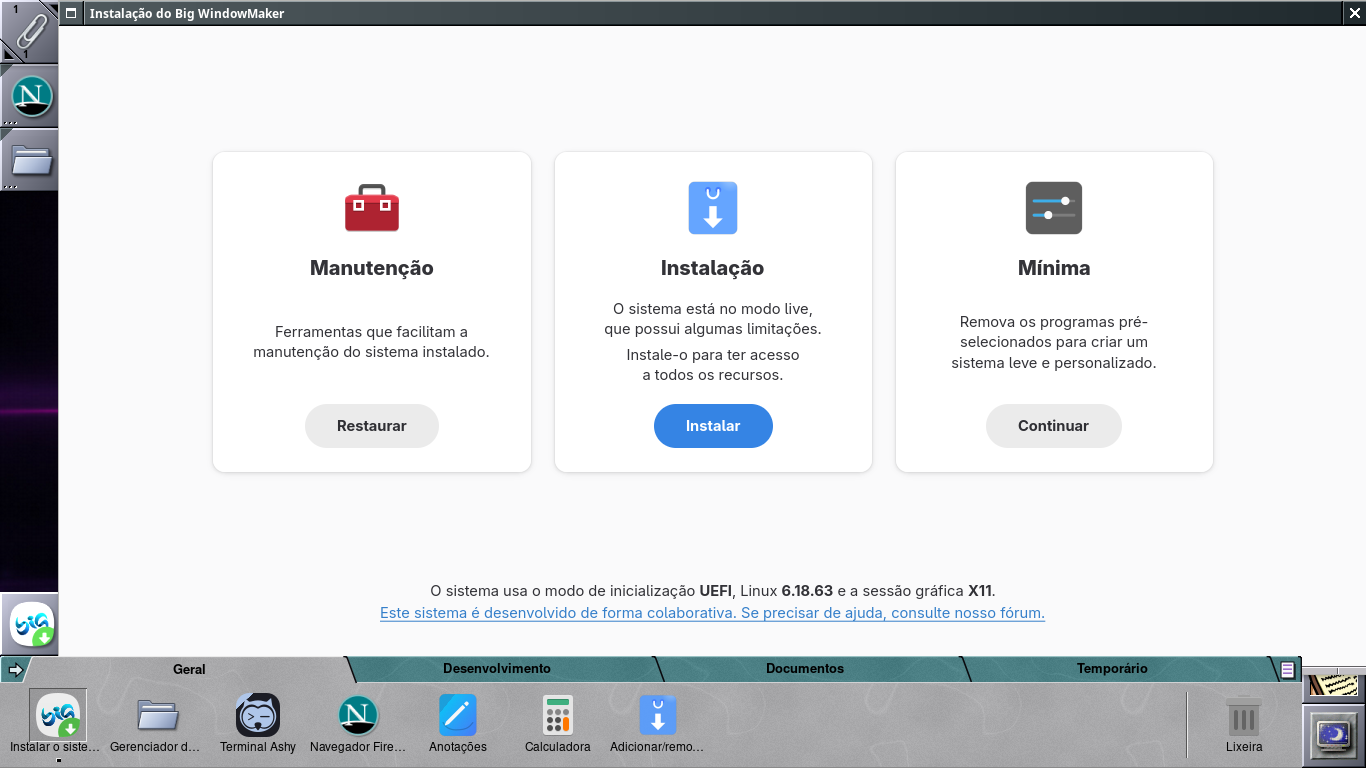 1
Instalação do Big WindowMaker
1
N
Manutenção
Ferramentas que facilitam a
manutenção do sistema instalado.
Restaurar
Instalação
O sistema está no modo live,
que possui algumas limitações.
Instale-o para ter acesso
a todos os recursos.
Instalar
Mínima
Remova os programas pré-
selecionados para criar um
sistema leve e personalizado.
Continuar
O sistema usa o modo de inicialização UEFI, Linux 6.18.63 e a sessão gráfica X11.
Este sistema é desenvolvido de forma colaborativa. Se precisar de ajuda, consulte nosso fórum.
big
Geral
Desenvolvimento
Documentos
Temporário
big
N
Instalar o siste...
Gerenciador d...
Terminal Ashy
Navegador Fire...
Anotações
Calculadora
Adicionar/remo...
Lixeira